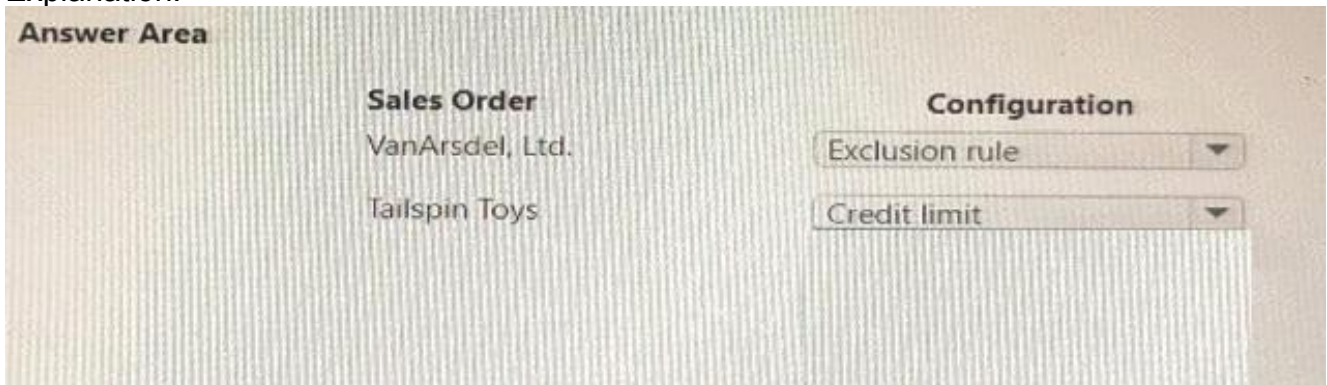 Explanation:
Answer Area
Sales Order Configuration
VanArsdel, Ltd. Exclusion rule
Tailspin Toys Credit limit